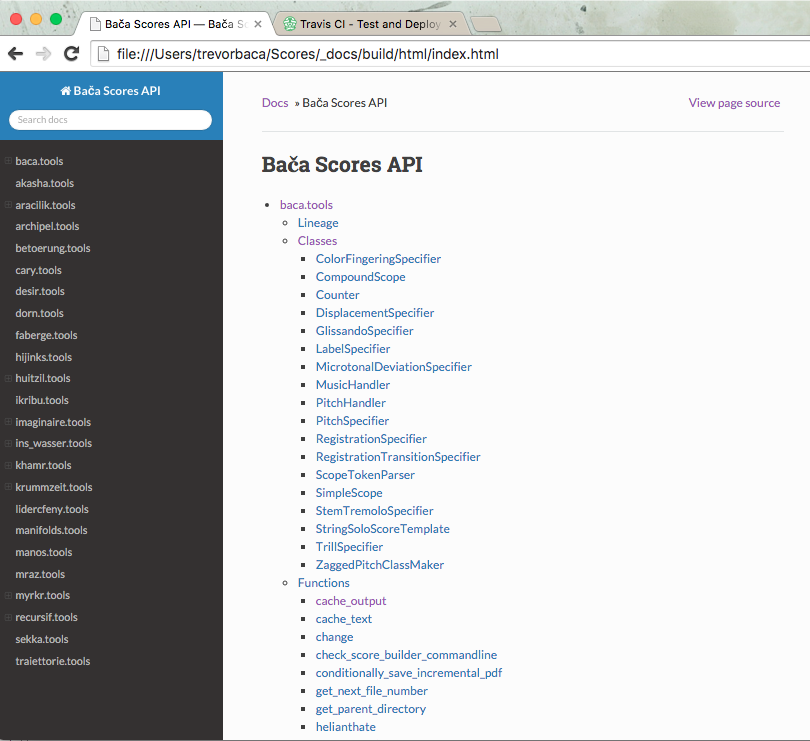 Bača Scores API — Bača S
Travis CI - Test and Deploy
file:///Users/trevorbaca/Scores/_docs/build/html/index.html
Bača Scores API
Search docs
baca.tools
akasha.tools
aracilik.tools
archipel.tools
betoerung.tools
cary.tools
desir.tools
dorn.tools
faberge.tools
hijinks.tools
huitzil.tools
ikribu.tools
imaginaire.tools
ins_wasser.tools
khamr.tools
krummzeit.tools
lidercfeny.tools
manifolds.tools
manos.tools
mraz.tools
myrkr.tools
recursif.tools
sekka.tools
traiettorie.tools
Docs » Bača Scores API
View page source
Bača Scores API
baca.tools
Lineage
Classes
ColorFingeringSpecifier
CompoundScope
Counter
DisplacementSpecifier
GlissandoSpecifier
LabelSpecifier
MicrotonalDeviationSpecifier
MusicHandler
PitchHandler
PitchSpecifier
RegistrationSpecifier
RegistrationTransitionSpecifier
ScopeTokenParser
SimpleScope
StemTremoloSpecifier
StringSoloScoreTemplate
TrillSpecifier
ZaggedPitchClassMaker
Functions
cache_output
cache_text
change
check_score_builder_commandline
conditionally_save_incremental_pdf
get_next_file_number
get_parent_directory
helianthate